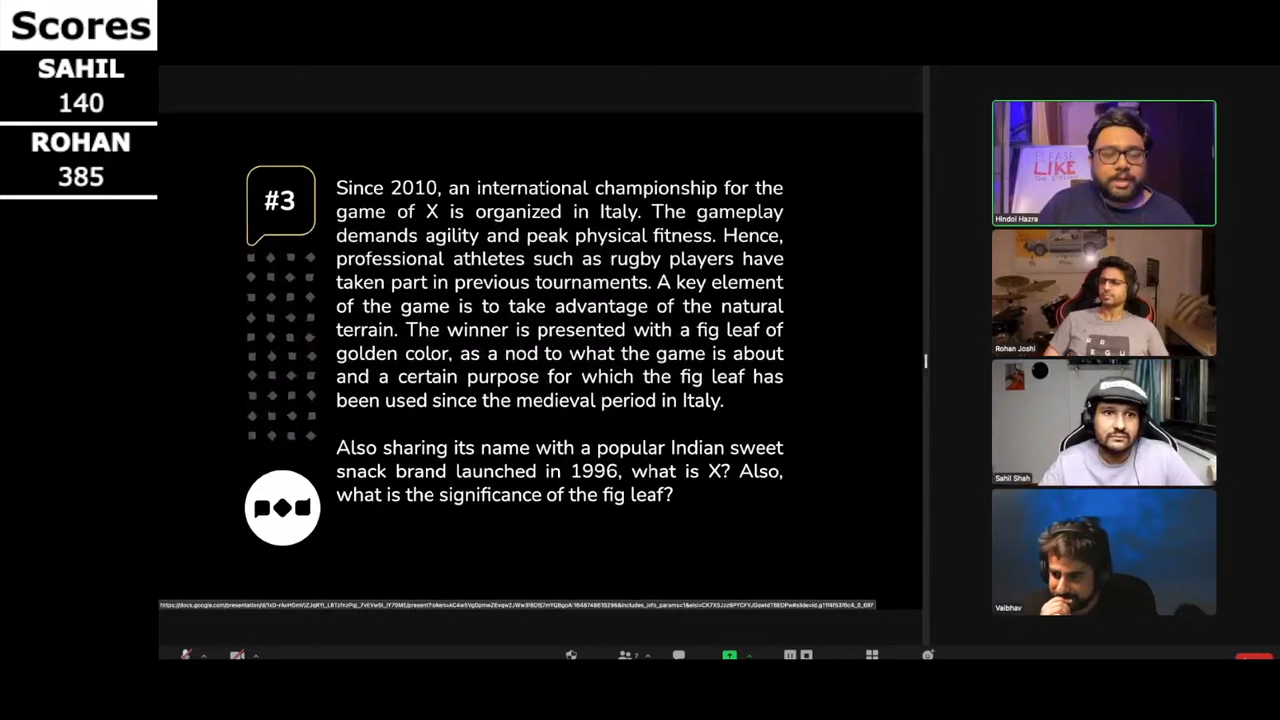 Scores
SAHIL
140
ROHAN
385
#3
Since 2010, an international championship for the
game of X is organized in Italy. The gameplay
demands agility and peak physical fitness. Hence,
professional athletes such as rugby players have
taken part in previous tournaments. A key element
of the game is to take advantage of the natural
terrain. The winner is presented with a fig leaf of
golden color, as a nod to what the game is about
and a certain purpose for which the fig leaf has
been used since the medieval period in Italy.
Also sharing its name with a popular Indian sweet
snack brand launched in 1996, what is X? Also,
what is the significance of the fig leaf?
PLEASE
LIKE
Hindol Hazra
Rohan Joshi
Sahil Shah
Vaibhav
7